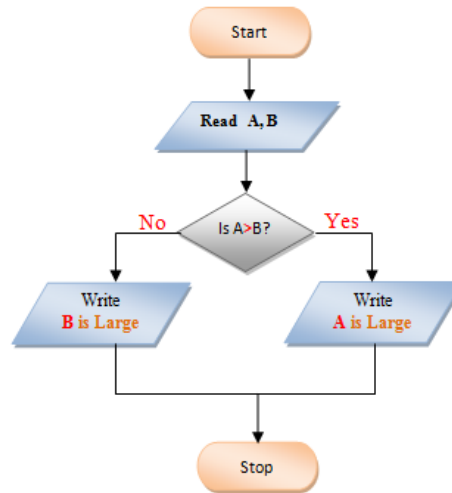 Start
Read A, B
Is A>B?
No
Yes
Write
B is Large
Write
A is Large
Stop